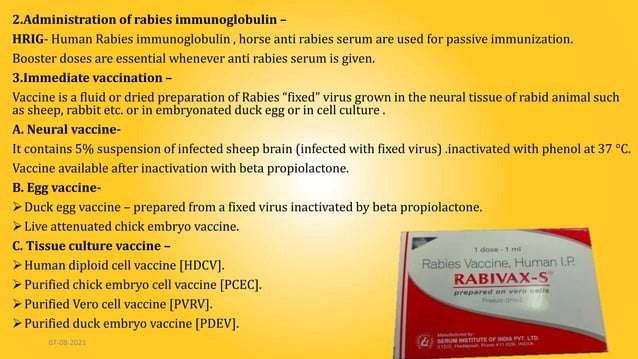 2.Administration of rabies immunoglobulin –
HRIG- Human Rabies immunoglobulin , horse anti rabies serum are used for passive immunization.
Booster doses are essential whenever anti rabies serum is given.
3.Immediate vaccination –
Vaccine is a fluid or dried preparation of Rabies “fixed” virus grown in the neural tissue of rabid animal such
as sheep, rabbit etc. or in embryonated duck egg or in cell culture .
A. Neural vaccine-
It contains 5% suspension of infected sheep brain (infected with fixed virus) .inactivated with phenol at 37 °C.
Vaccine available after inactivation with beta propiolactone.
B. Egg vaccine-
➢Duck egg vaccine – prepared from a fixed virus inactivated by beta propiolactone.
➢Live attenuated chick embryo vaccine.
C. Tissue culture vaccine –
➢Human diploid cell vaccine [HDCV].
➢Purified chick embryo cell vaccine [PCEC].
➢Purified Vero cell vaccine [PVRV].
➢Purified duck embryo vaccine [PDEV].
1 dose - 1 ml
Rabies Vaccine, Human I.P.
RABIVAX-S
prepared on vero cells
Freeze dried
Manufactured by:
SERUM INSTITUTE OF INDIA PVT. LTD.
Hadapsar, Pune 411 028, INDIA
07-08-2021